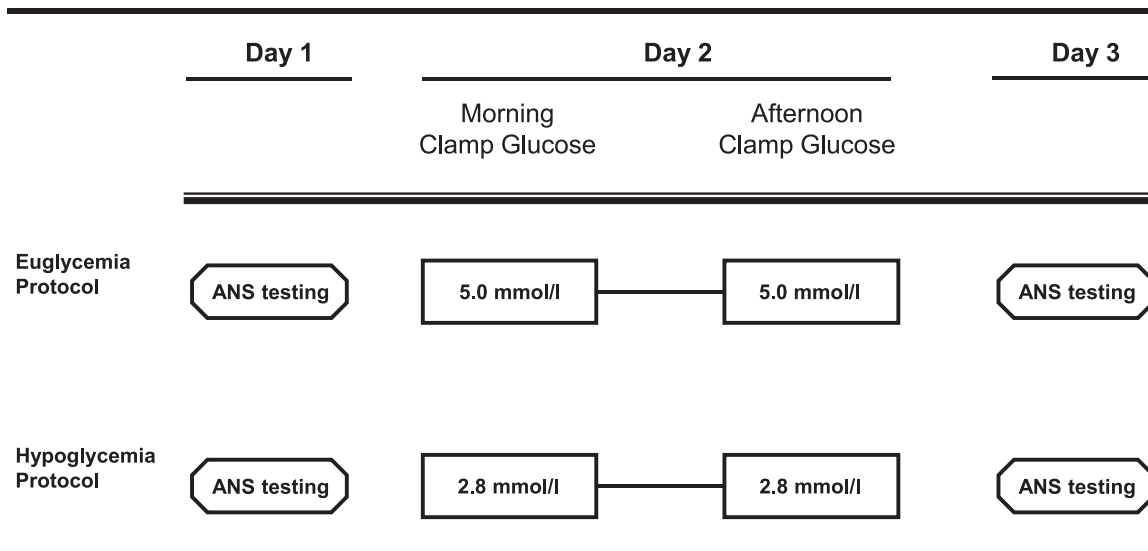 Day 1
Day 2
Day 3
Morning
Clamp Glucose
Afternoon
Clamp Glucose
Euglycemia
Protocol
ANS testing
5.0 mmol/l
5.0 mmol/l
ANS testing
Hypoglycemia
Protocol
ANS testing
2.8 mmol/l
2.8 mmol/l
ANS testing